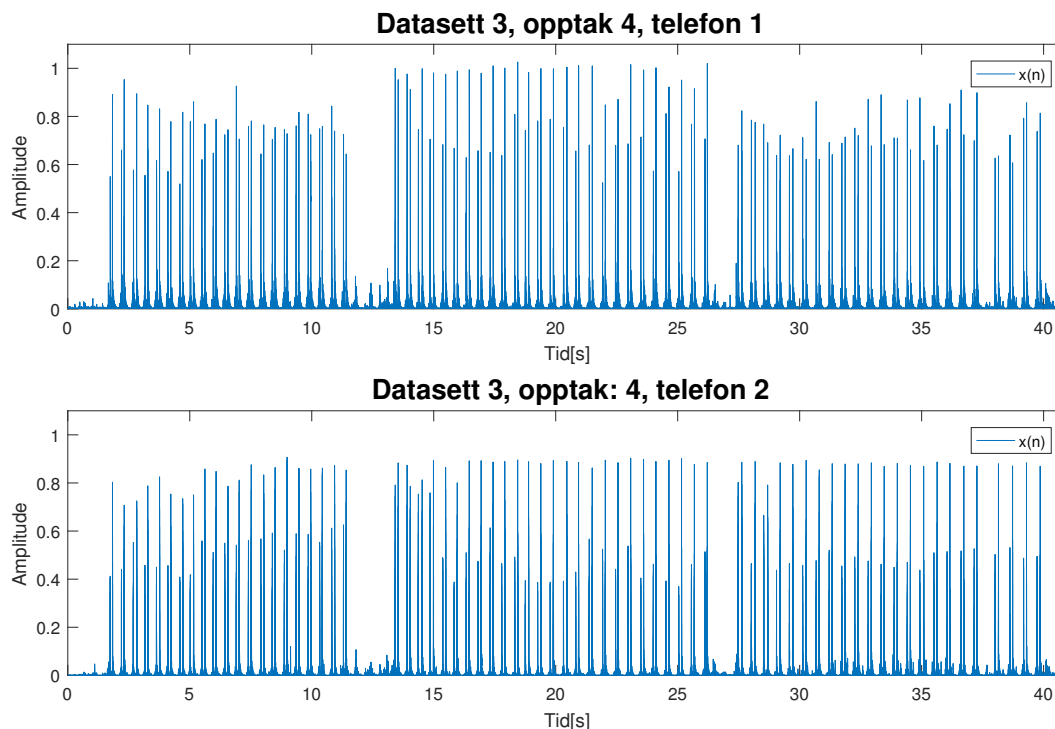 Datasett 3, opptak 4, telefon 1
x(n)
Amplitude
1
0.8
0.6
0.4
0.2
0
0 5 10 15 20 25 30 35 40
Tid[s]
Datasett 3, opptak: 4, telefon 2
x(n)
Amplitude
1
0.8
0.6
0.4
0.2
0
0 5 10 15 20 25 30 35 40
Tid[s]